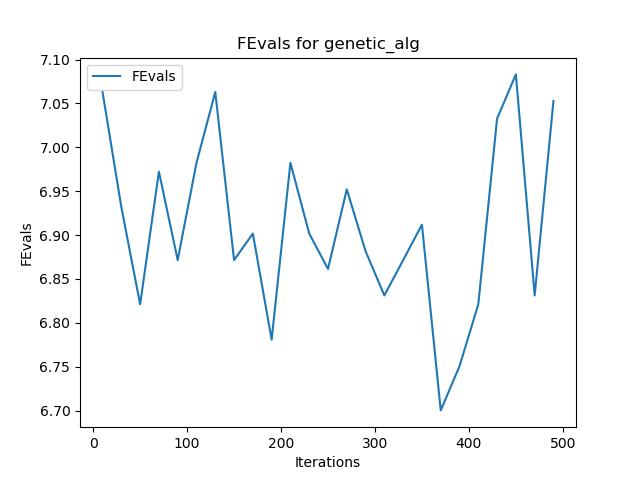 FEvals for genetic_alg
7.10
7.05
7.00
6.95
6.90
6.85
6.80
6.75
6.70
FEvals
FEvals
0 100 200 300 400 500
Iterations